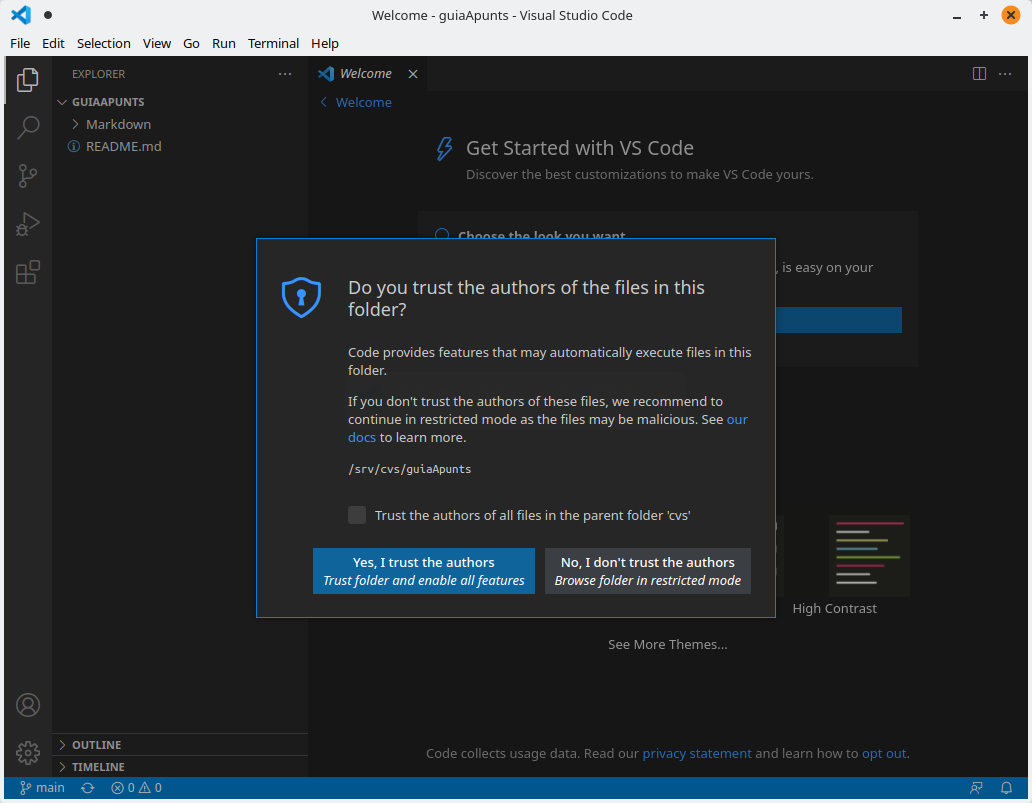 Welcome - guiaApunts - Visual Studio Code
File Edit Selection View Go Run Terminal Help
EXPLORER
Welcome
GUIAAPUNTS
Markdown
README.md
Welcome
Get Started with VS Code
Discover the best customizations to make VS Code yours.
Choose the look you want
, is easy on your
Do you trust the authors of the files in this
folder?
Code provides features that may automatically execute files in this
folder.
If you don't trust the authors of these files, we recommend to
continue in restricted mode as the files may be malicious. See our
docs to learn more.
/srv/cvs/guiaApunts
Trust the authors of all files in the parent folder 'cvs'
Yes, I trust the authors
Trust folder and enable all features
No, I don't trust the authors
Browse folder in restricted mode
High Contrast
See More Themes...
OUTLINE
TIMELINE
Code collects usage data. Read our privacy statement and learn how to opt out.
main 0 0